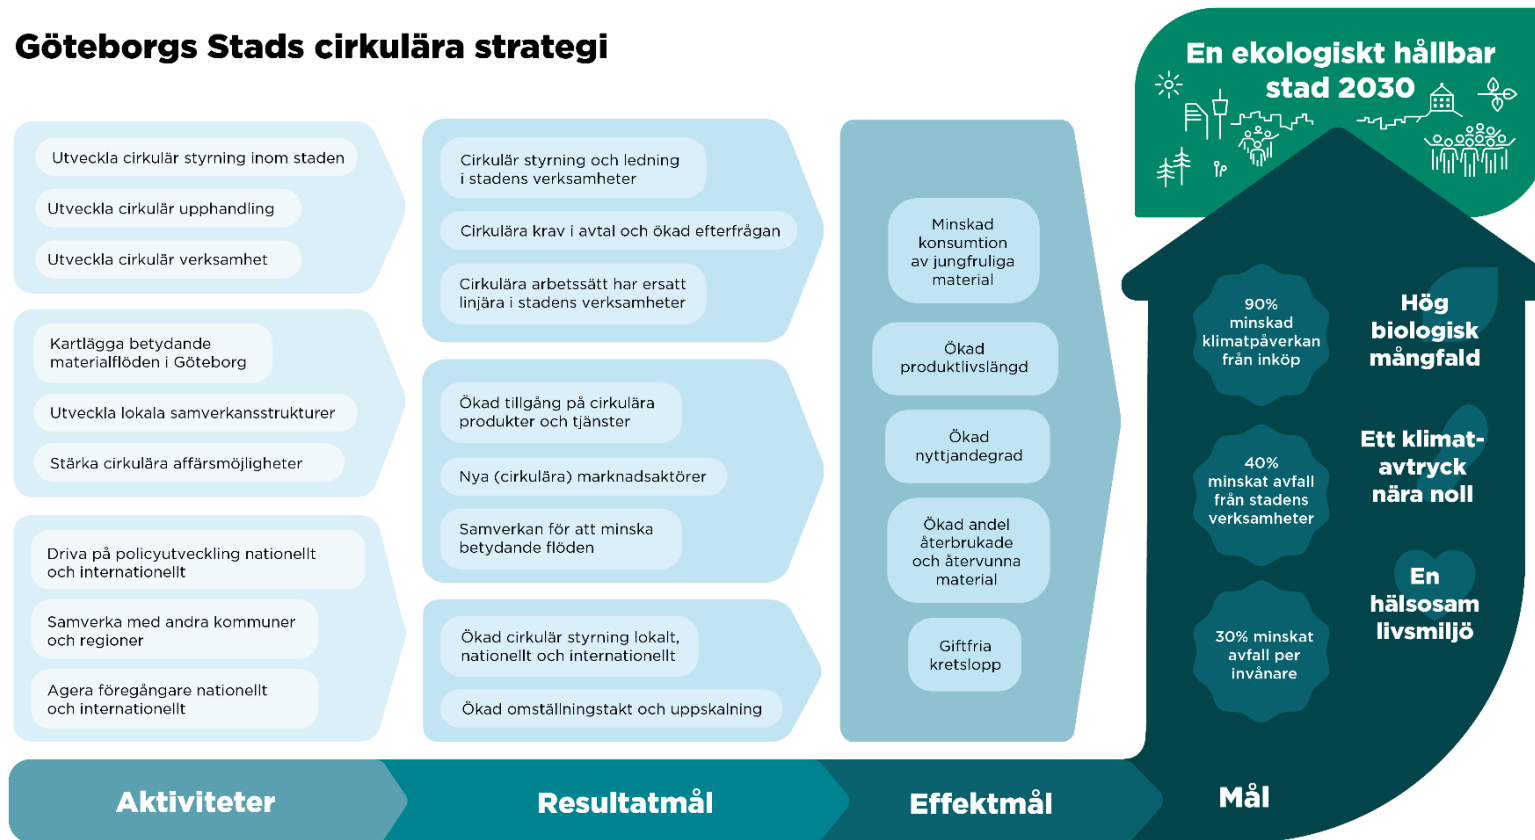 Göteborgs Stads cirkulära strategi
Utveckla cirkulär styrning inom staden
Utveckla cirkulär upphandling
Utveckla cirkulär verksamhet
Kartlägga betydande
materialflöden i Göteborg
Utveckla lokala samverkansstrukturer
Stärka cirkulära affärsmöjligheter
Driva på policyutveckling nationellt
och internationellt
Samverka med andra kommuner
och regioner
Agera föregångare nationellt
och internationellt
Aktiviteter
Cirkulär styrning och ledning
i stadens verksamheter
Cirkulära krav i avtal och ökad efterfrågan
Cirkulära arbetssätt har ersatt
linjära i stadens verksamheter
Ökad tillgång på cirkulära
produkter och tjänster
Nya (cirkulära) marknadsaktörer
Samverkan för att minska
betydande flöden
Ökad cirkulär styrning lokalt,
nationellt och internationellt
Ökad omställningstakt och uppskalning
Resultatmål
Minskad
konsumtion
av jungfruliga
material
Ökad
produktlivslängd
Ökad
nyttjandegrad
Ökad andel
återbrukade
och återvunna
material
Giftfria
kretslopp
Effektmål
En ekologiskt hållbar
stad 2030
90%
minskad
klimatpåverkan
från inköp
40%
minskat avfall
från stadens
verksamheter
30% minskat
avfall per
invånare
Hög
biologisk
mångfald
Ett klimat-
avtryck
nära noll
En
hälsosam
livsmiljö
Mål